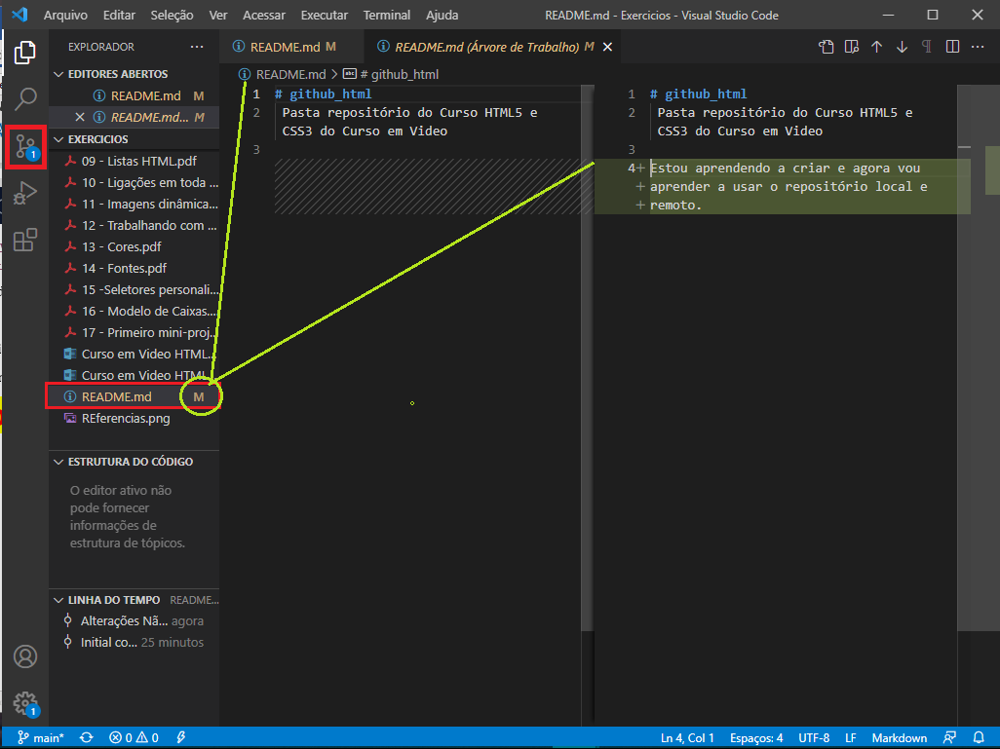 Arquivo Editar Seleção Ver Acessar Executar Terminal Ajuda README.md - Exercicios - Visual Studio Code
EXPLORADOR
README.md M
README.md (Árvore de Trabalho) M
EDITORES ABERTOS
README.md M
README.md... M
EXERCICIOS
09 - Listas HTML.pdf
10 - Ligações em toda ...
11 - Imagens dinâmica...
12 - Trabalhando com ...
13 - Cores.pdf
14 - Fontes.pdf
15 -Seletores personali...
16 - Modelo de Caixas....
17 - Primeiro mini-proj...
Curso em Video HTML...
Curso em Video HTML...
README.md M
REferencias.png
ESTRUTURA DO CÓDIGO
O editor ativo não
pode fornecer
informações de
estrutura de tópicos.
LINHA DO TEMPO README...
Alterações Nã... agora
Initial co... 25 minutos
1
1
README.md > abc # github_html
1 # github_html
2 Pasta repositório do Curso HTML5 e
CSS3 do Curso em Video
3
1 # github_html
2 Pasta repositório do Curso HTML5 e
CSS3 do Curso em Video
3
4+ Estou aprendendo a criar e agora vou
+ aprender a usar o repositório local e
+ remoto.
main* 0 0 Ln 4, Col 1 Espaços: 4 UTF-8 LF Markdown